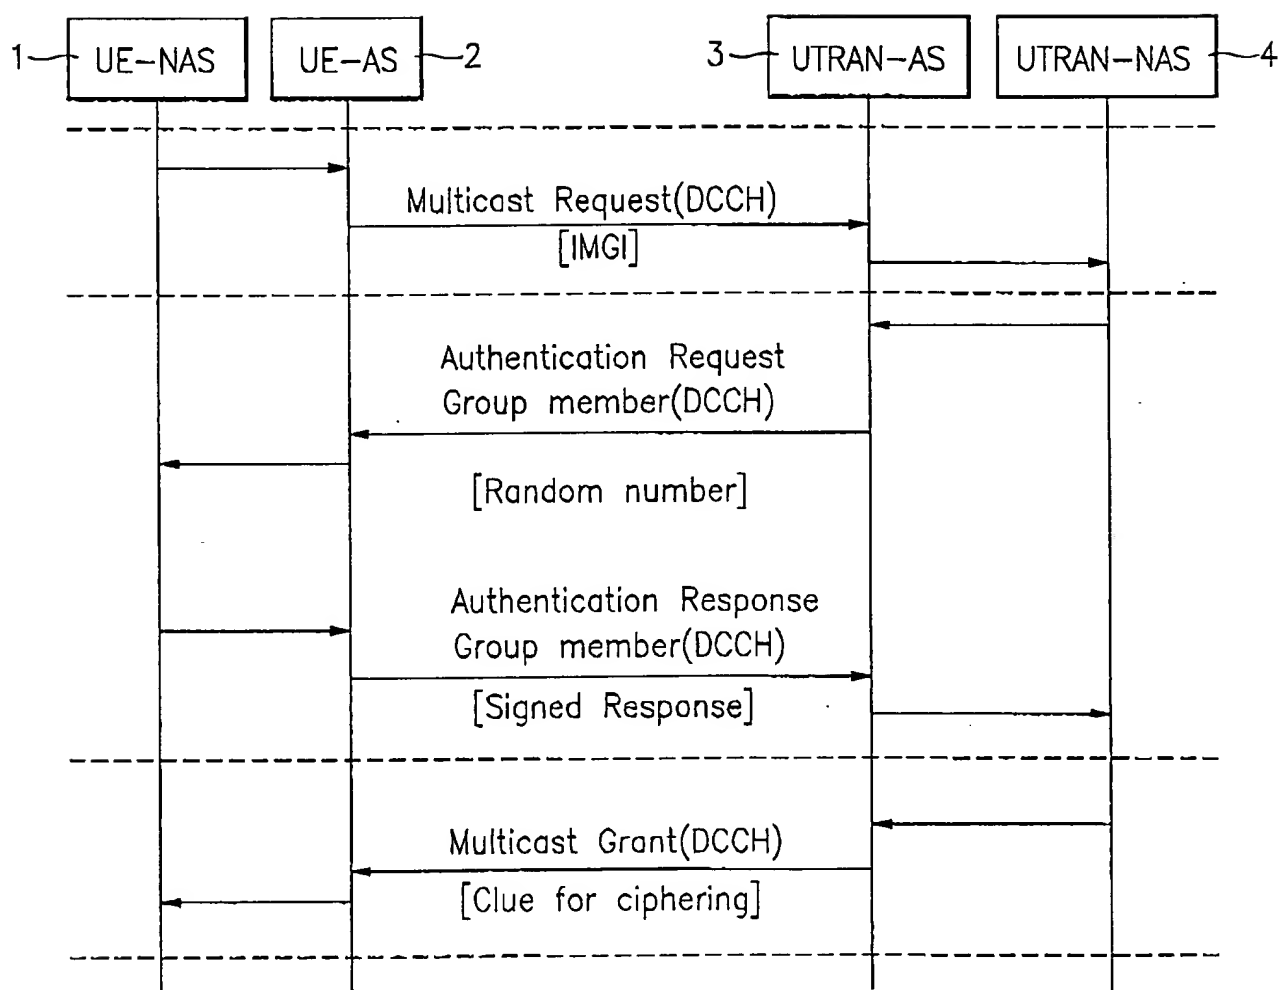 1 UE-NAS UE-AS 2 3 UTRAN-AS UTRAN-NAS 4
Multicast Request(DCCH)
[IMGI]
Authentication Request
Group member(DCCH)
[Random number]
Authentication Response
Group member(DCCH)
[Signed Response]
Multicast Grant(DCCH)
[Clue for ciphering]